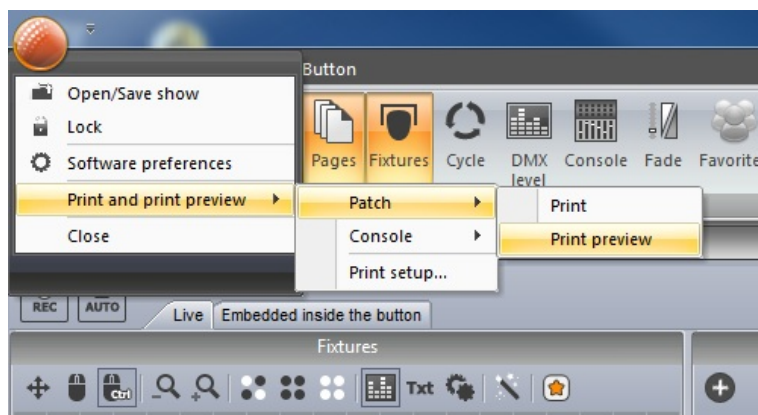 Button
Open/Save show
Lock
Software preferences
Print and print preview
Close
Pages
Fixtures
Cycle
DMX
level
Console
Fade
Favorite
Patch
Console
Print setup...
Print
Print preview
REC
AUTO
Live
Embedded inside the button
Fixtures
Ctrl
Txt